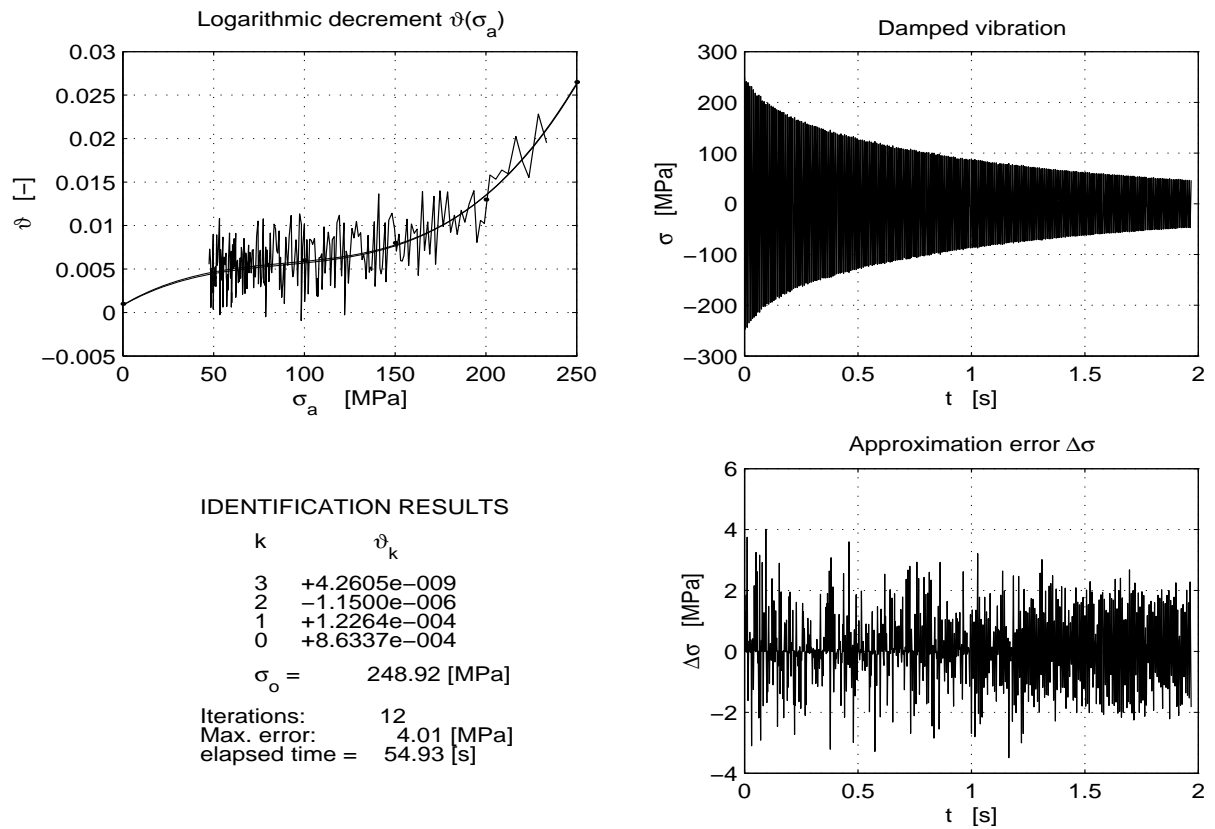 Logarithmic decrement ϑ(σₐ)
0.03
0.025
0.02
0.015
0.01
0.005
0
−0.005
ϑ [−]
0
50
100
150
200
250
σₐ [MPa]
Damped vibration
300
200
100
0
−100
−200
−300
σ [MPa]
0
0.5
1
1.5
2
t [s]
IDENTIFICATION RESULTS
k ϑₖ
3 +4.2605e−009
2 −1.1500e−006
1 +1.2264e−004
0 +8.6337e−004
σₒ = 248.92 [MPa]
Iterations: 12
Max. error: 4.01 [MPa]
elapsed time = 54.93 [s]
Approximation error Δσ
6
4
2
0
−2
−4
Δσ [MPa]
0
0.5
1
1.5
2
t [s]